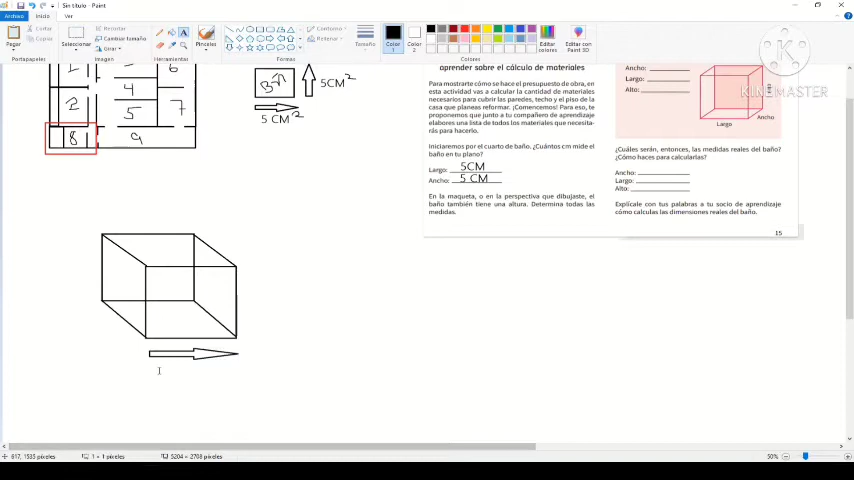 Sin título - Paint
Archivo Inicio Ver
Pegar
Cortar
Copiar
Portapapeles
Seleccionar
Recortar
Cambiar tamaño
Girar
Imagen
Herramientas
Pinceles
Contorno
Relleno
Formas
Tamaño
Color 1
Color 2
Editar colores
Editar con Paint 3D
Colores
KINEMASTER
6
4
2
5
7
8
9
5CM2
5 CM2
aprender sobre el cálculo de materiales
Para mostrarte cómo se hace el presupuesto de obra, en
esta actividad vas a calcular la cantidad de materiales
necesarios para cubrir las paredes, techo y el piso de la
casa que planeas reformar. ¡Comencemos! Para eso, te
proponemos que junto a tu compañero de aprendizaje
elabores una lista de todos los materiales que necesita-
rás para hacerlo.
Iniciaremos por el cuarto de baño. ¿Cuántos cm mide el
baño en tu plano?
Largo: 5CM
Ancho: 5 CM
En la maqueta, o en la perspectiva que dibujaste, el
baño también tiene una altura. Determina todas las
medidas.
Ancho:
Largo:
Alto:
Largo
Ancho
¿Cuáles serán, entonces, las medidas reales del baño?
¿Cómo haces para calcularlas?
Ancho:
Largo:
Alto:
Explícale con tus palabras a tu socio de aprendizaje
cómo calculas las dimensiones reales del baño.
15
617, 1535 píxeles 1 × 1 píxeles 5204 × 2708 píxeles 50%